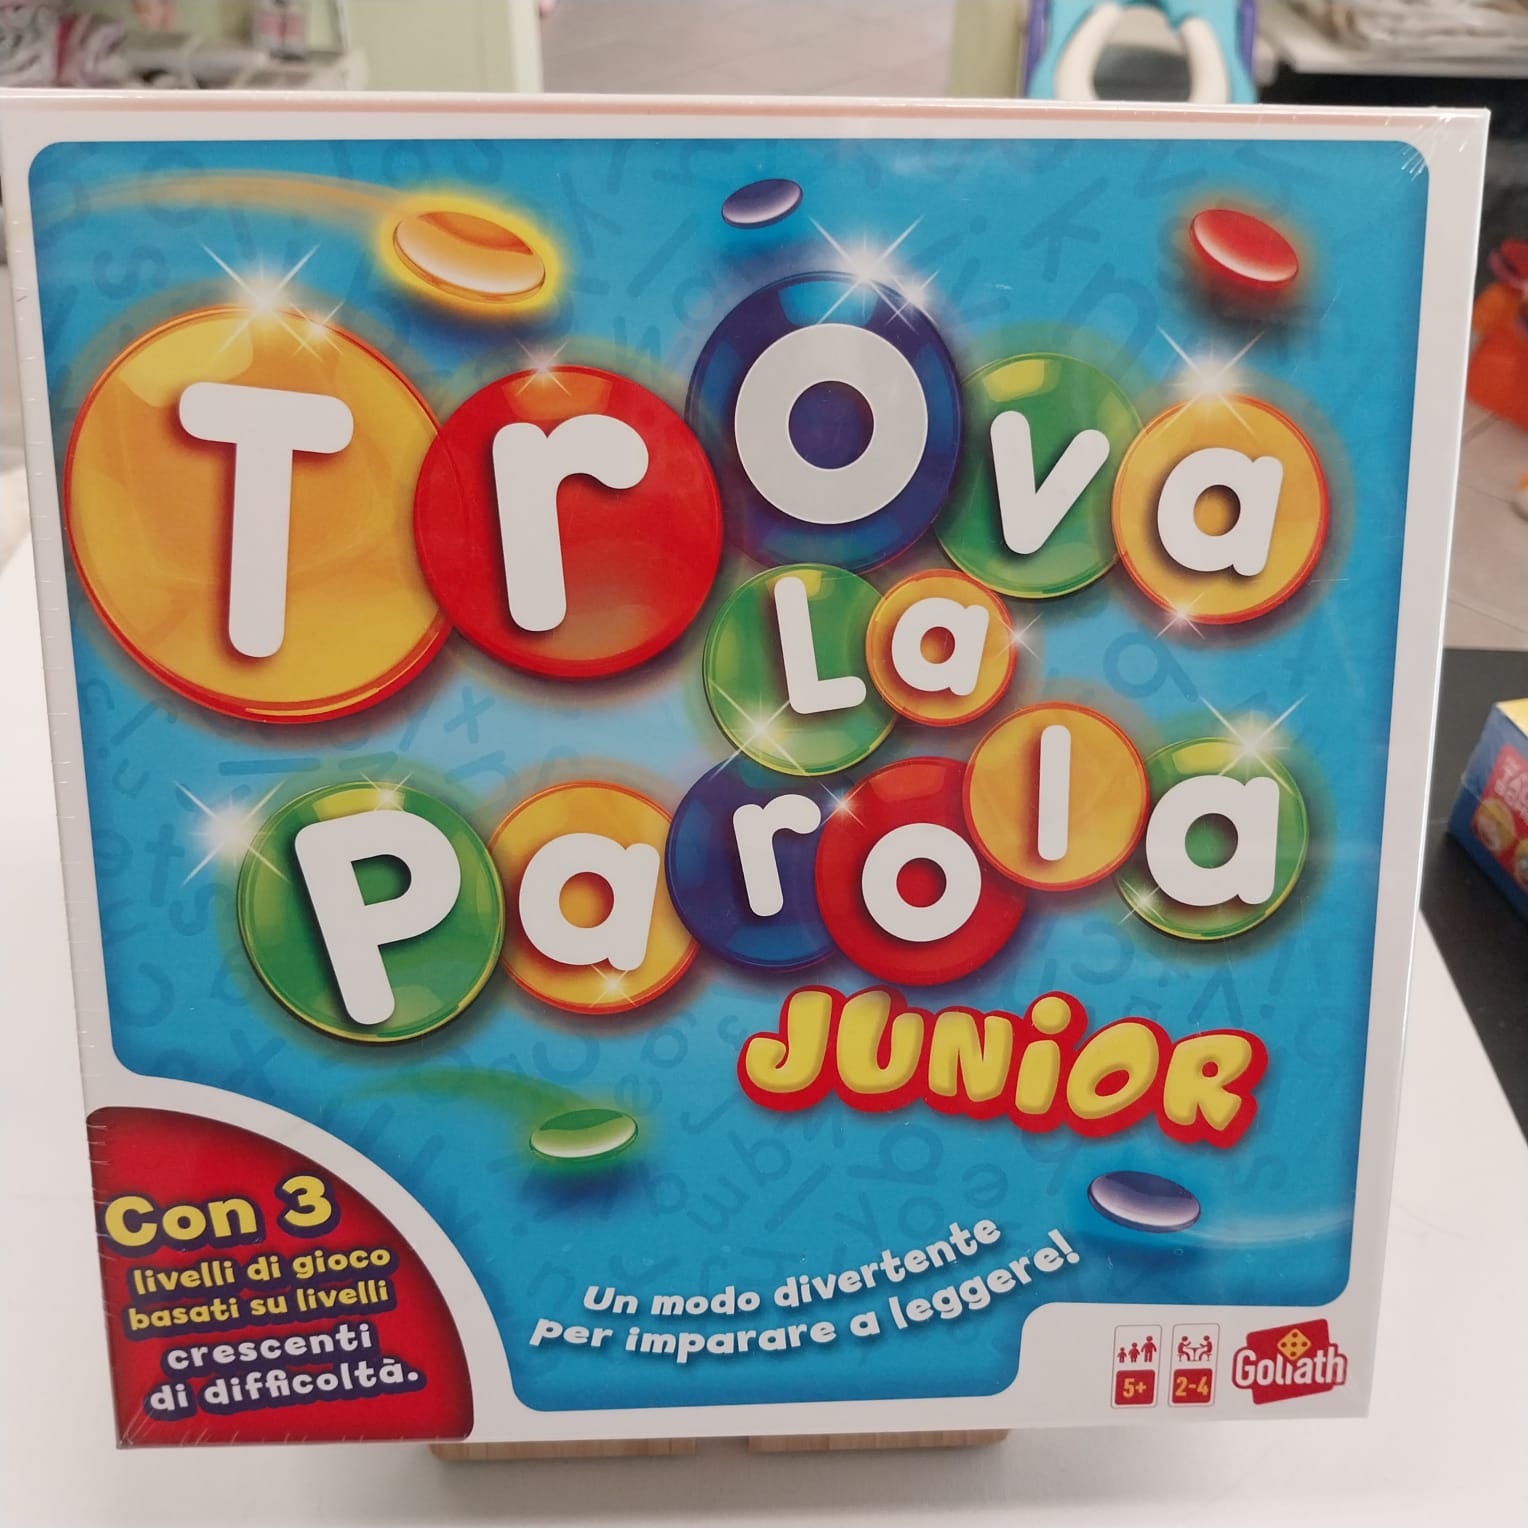 Trova
La
Parola
JUNiOR
Con 3
livelli di gioco
basati su livelli
crescenti
di difficoltà.
Un modo divertente
per imparare a leggere!
5+
2-4
GOLIATH